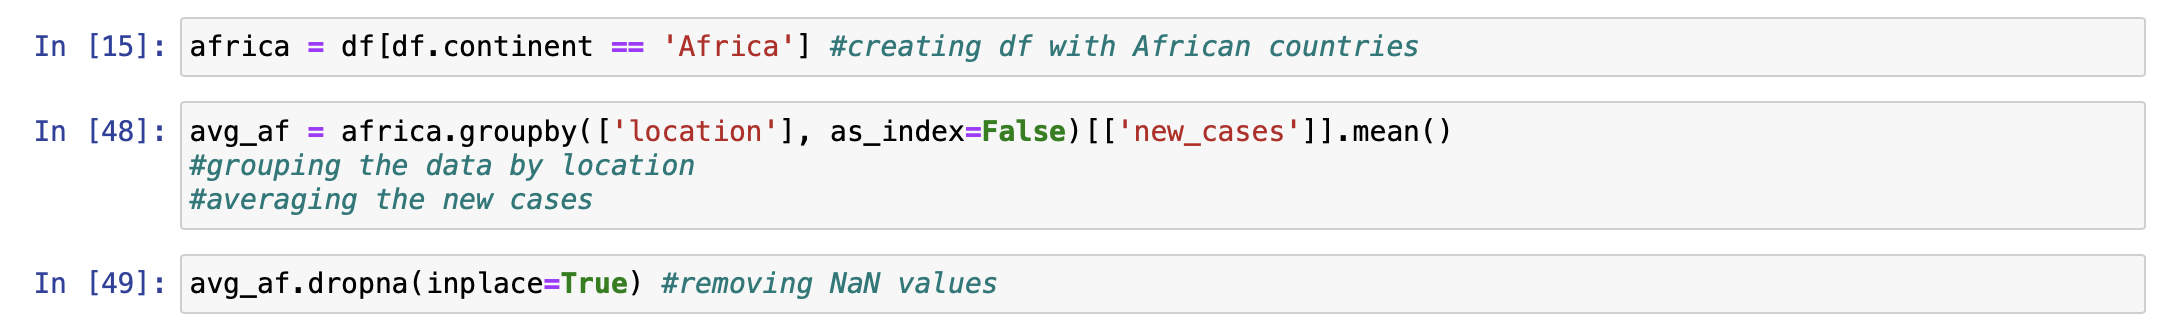 In [15]: africa = df[df.continent == 'Africa'] #creating df with African countries
In [48]: avg_af = africa.groupby(['location'], as_index=False)[['new_cases']].mean()
#grouping the data by location
#averaging the new cases
In [49]: avg_af.dropna(inplace=True) #removing NaN values